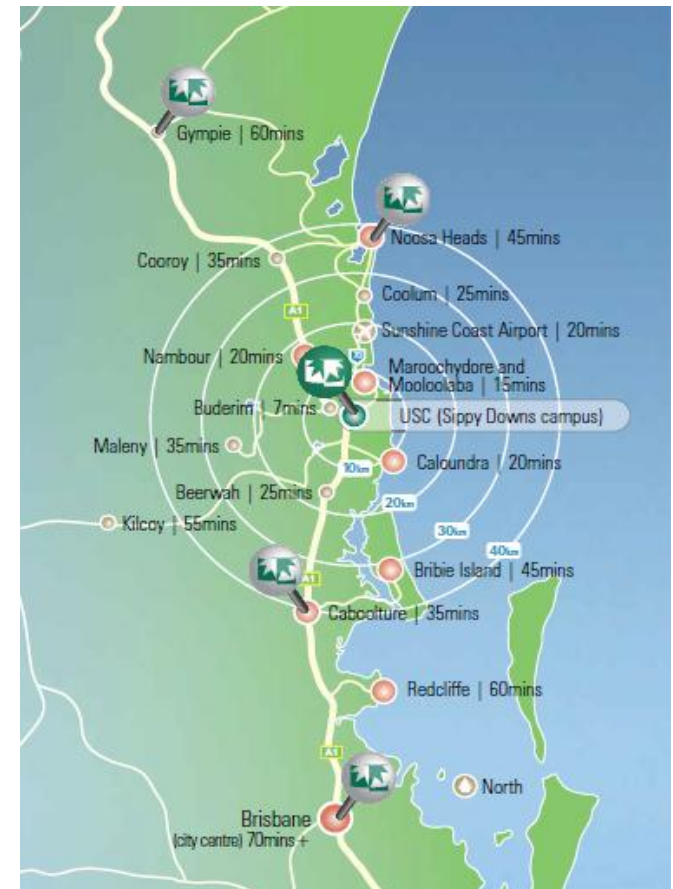 Gympie | 60mins
Noosa Heads | 45mins
Cooroy | 35mins
Coolum | 25mins
A1
Sunshine Coast Airport | 20mins
Nambour | 20mins
Maroochydore and
Mooloolaba | 15mins
Buderim | 7mins
USC (Sippy Downs campus)
Maleny | 35mins
Caloundra | 20mins
10km
Beerwah | 25mins
20km
Kilcoy | 55mins
30km
40km
Bribie Island | 45mins
A1
Caboolture | 35mins
Redcliffe | 60mins
A1
North
Brisbane
(city centre) 70mins +